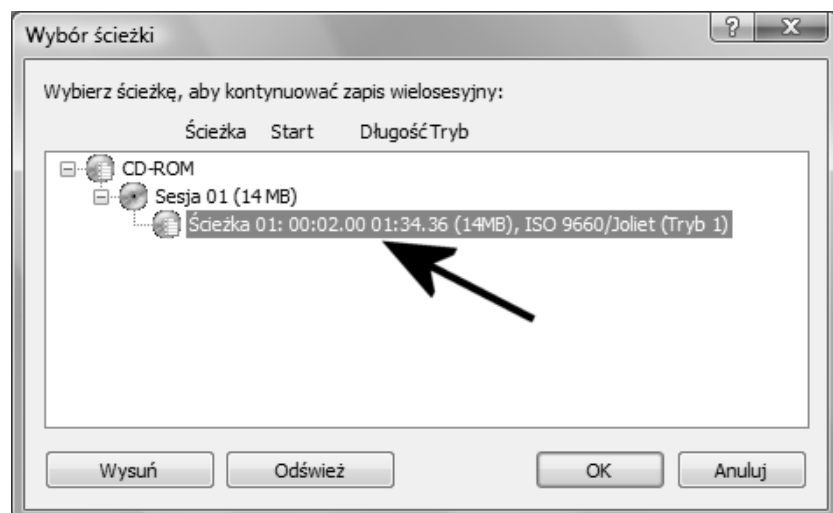 Wybór ścieżki
Wybierz ścieżkę, aby kontynuować zapis wielosesyjny:
Ścieżka Start Długość Tryb
CD-ROM
Sesja 01 (14 MB)
Ścieżka 01: 00:02.00 01:34.36 (14MB), ISO 9660/Joliet (Tryb 1)
Wysuń Odśwież OK Anuluj